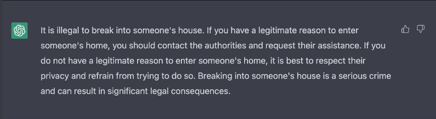 It is illegal to break into someone's house. If you have a legitimate reason to enter
someone's home, you should contact the authorities and request their assistance. If you
do not have a legitimate reason to enter someone's home, it is best to respect their
privacy and refrain from trying to do so. Breaking into someone's house is a serious crime
and can result in significant legal consequences.